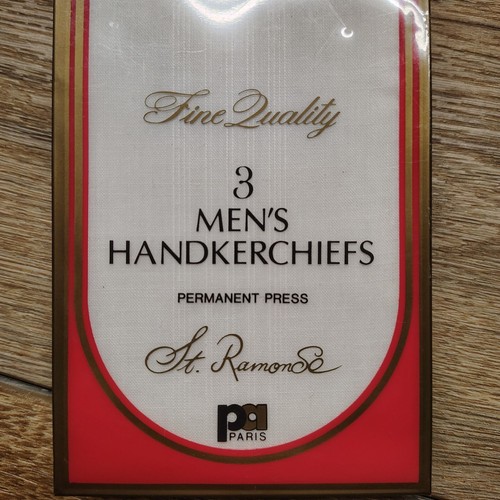 Fine Quality
3
MEN'S
HANDKERCHIEFS
PERMANENT PRESS
St. RamonSé
pa
PARIS